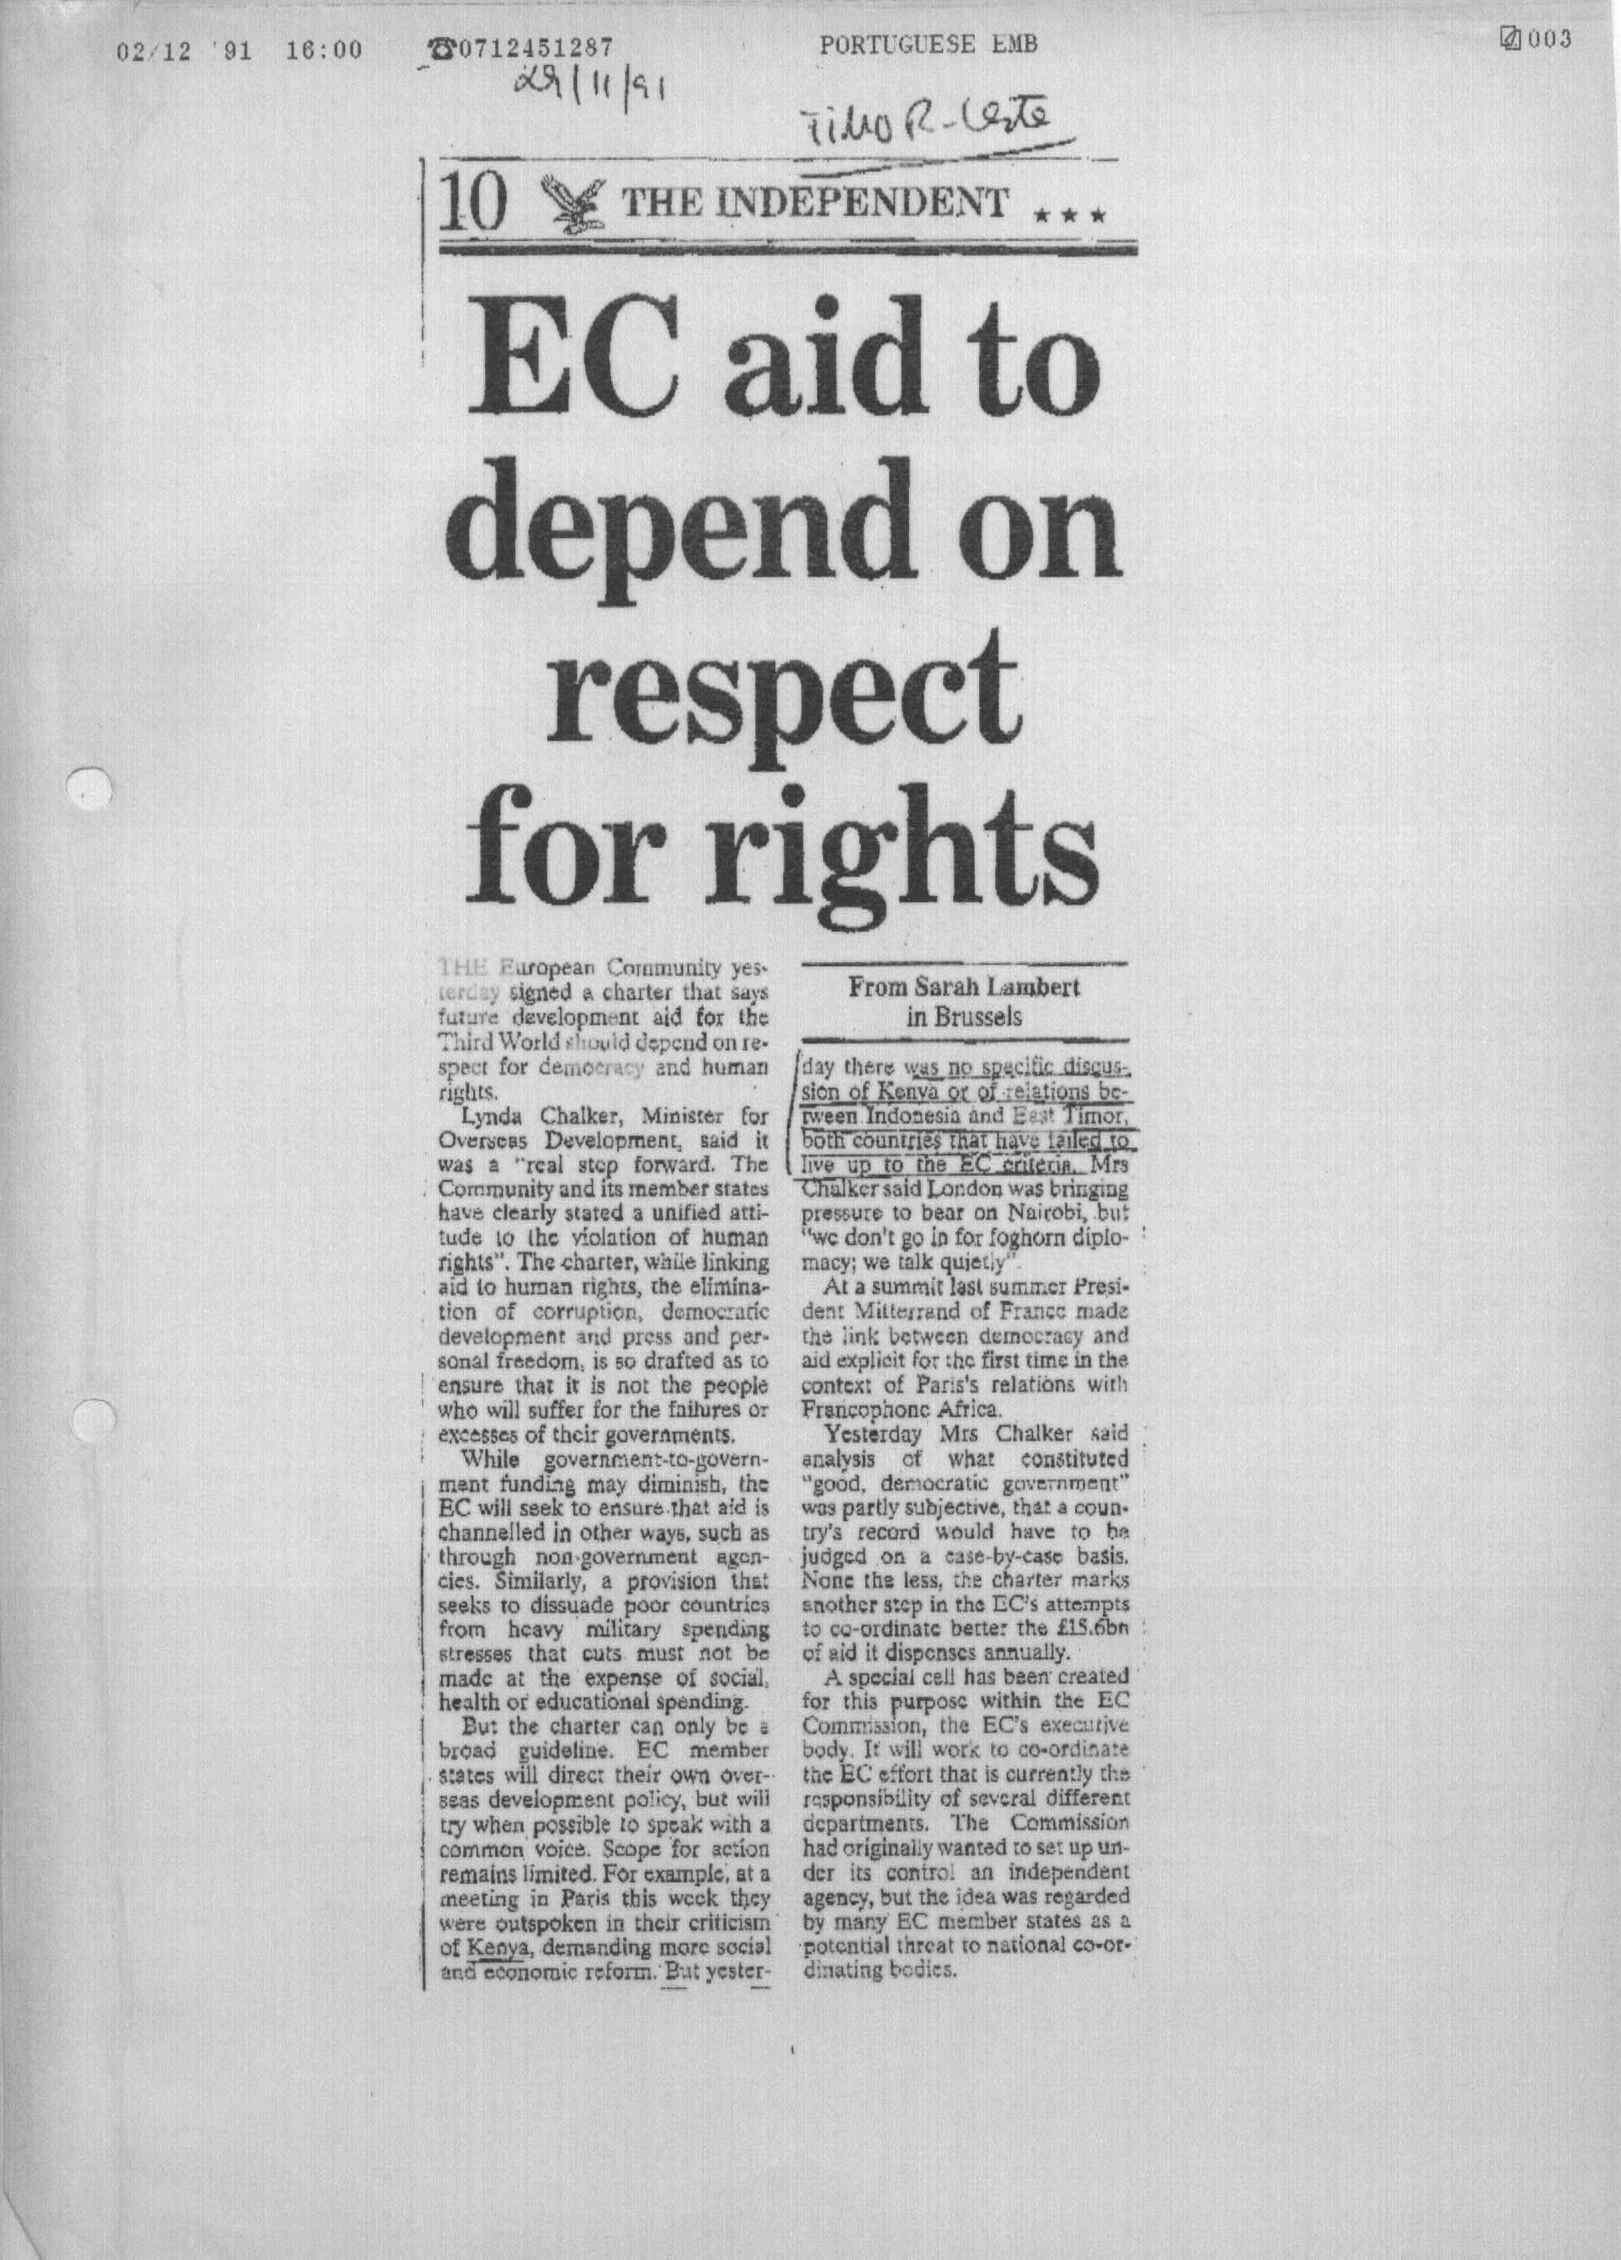 02/12 '91 16:00 ☎0712451287 PORTUGUESE EMB 003
29/11/91
TiMOR-Leste
10 THE INDEPENDENT ★★★
EC aid to
depend on
respect
for rights
THE European Community yes-
terday signed a charter that says
future development aid for the
Third World should depend on re-
spect for democracy and human
rights.
Lynda Chalker, Minister for
Overseas Development, said it
was a "real step forward. The
Community and its member states
have clearly stated a unified atti-
tude to the violation of human
rights". The charter, while linking
aid to human rights, the elimina-
tion of corruption, democratic
development and press and per-
sonal freedom, is so drafted as to
ensure that it is not the people
who will suffer for the failures or
excesses of their governments.
While government-to-govern-
ment funding may diminish, the
EC will seek to ensure that aid is
channelled in other ways, such as
through non-government agen-
cies. Similarly, a provision that
seeks to dissuade poor countries
from heavy military spending
stresses that cuts must not be
made at the expense of social,
health or educational spending.
But the charter can only be a
broad guideline. EC member
states will direct their own over-
seas development policy, but will
try when possible to speak with a
common voice. Scope for action
remains limited. For example, at a
meeting in Paris this week they
were outspoken in their criticism
of Kenya, demanding more social
and economic reform. But yester-
From Sarah Lambert
in Brussels
day there was no specific discus-
sion of Kenya or of relations be-
tween Indonesia and East Timor,
both countries that have failed to
live up to the EC criteria. Mrs
Chalker said London was bringing
pressure to bear on Nairobi, but
"we don't go in for foghorn diplo-
macy; we talk quietly".
At a summit last summer Presi-
dent Mitterrand of France made
the link between democracy and
aid explicit for the first time in the
context of Paris's relations with
Francophone Africa.
Yesterday Mrs Chalker said
analysis of what constituted
"good, democratic government"
was partly subjective, that a coun-
try's record would have to be
judged on a case-by-case basis.
None the less, the charter marks
another step in the EC's attempts
to co-ordinate better the £15.6bn
of aid it dispenses annually.
A special cell has been created
for this purpose within the EC
Commission, the EC's executive
body. It will work to co-ordinate
the EC effort that is currently the
responsibility of several different
departments. The Commission
had originally wanted to set up un-
der its control an independent
agency, but the idea was regarded
by many EC member states as a
potential threat to national co-or-
dinating bodies.